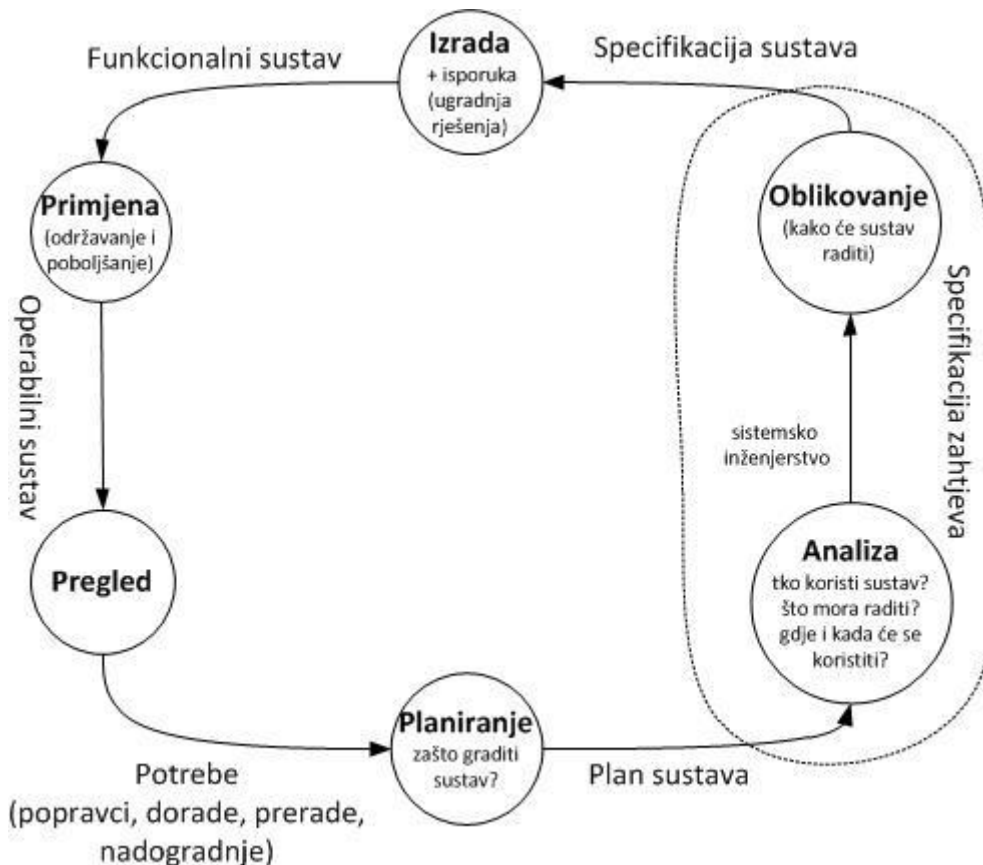 Izrada
+ isporuka
(ugradnja
rješenja)
Specifikacija sustava
Funkcionalni sustav
Primjena
(održavanje i
poboljšanje)
Oblikovanje
(kako će sustav
raditi)
Operabilni sustav
Specifikacija zahtjeva
sistemsko
inženjerstvo
Pregled
Analiza
tko koristi sustav?
što mora raditi?
gdje i kada će se
koristiti?
Planiranje
zašto graditi
sustav?
Potrebe
(popravci, dorade, prerade,
nadogradnje)
Plan sustava